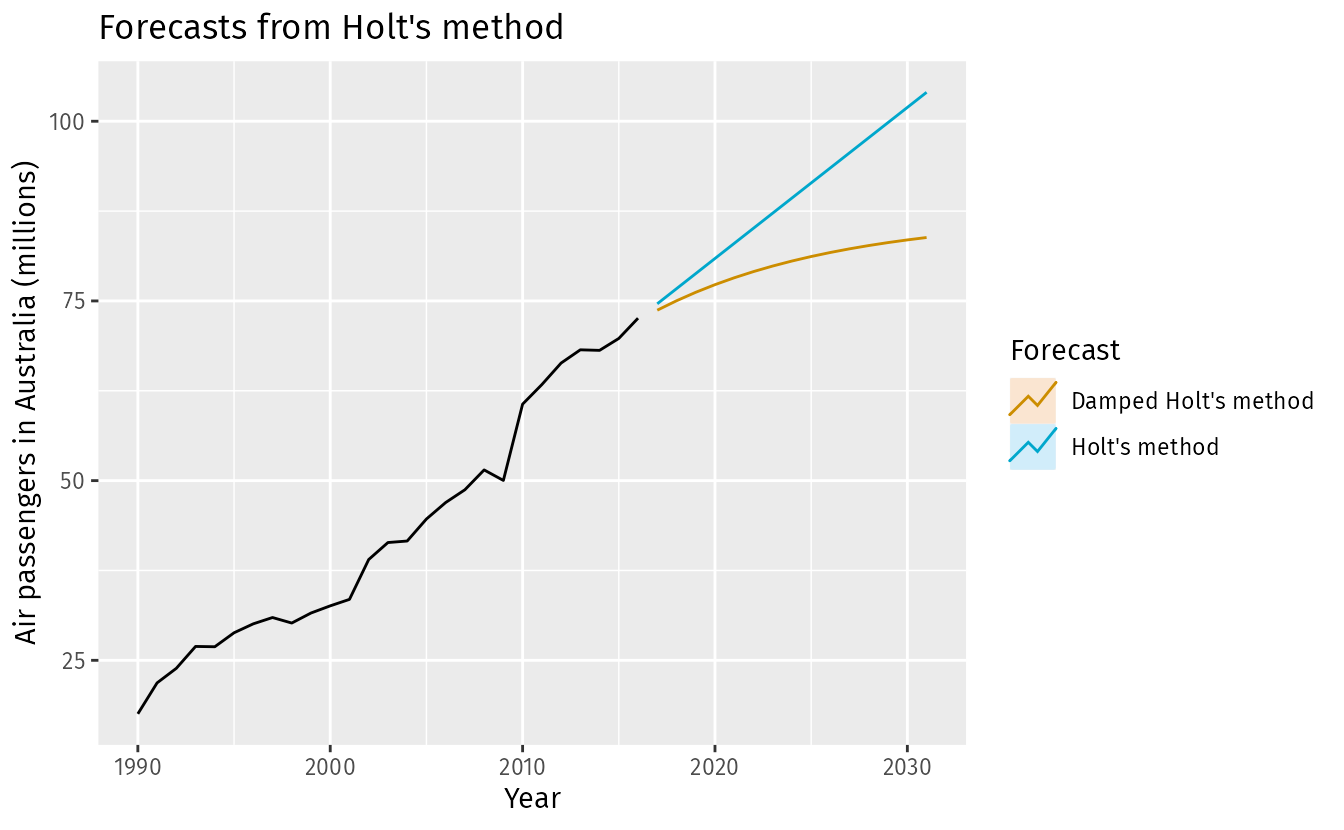 Forecasts from Holt's method
Air passengers in Australia (millions)
100
75
50
25
1990 2000 2010 2020 2030
Year
Forecast
Damped Holt's method
Holt's method